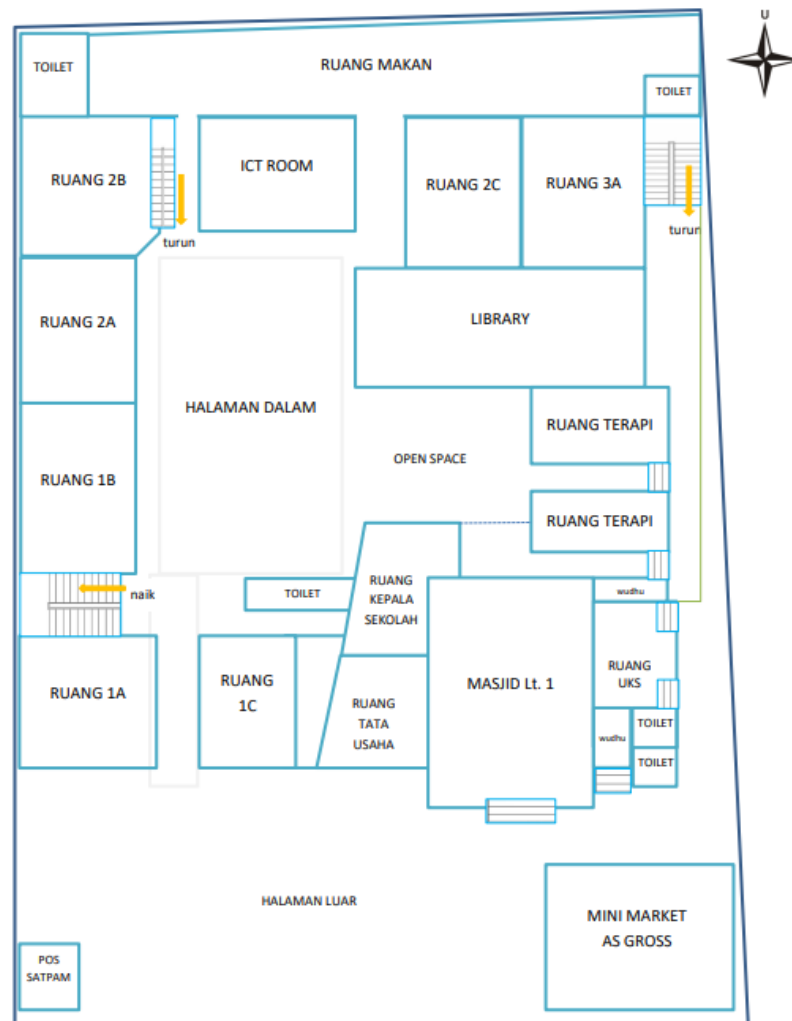 U
TOILET
RUANG MAKAN
TOILET
RUANG 2B
ICT ROOM
RUANG 2C
RUANG 3A
turun
turun
RUANG 2A
LIBRARY
HALAMAN DALAM
RUANG TERAPI
OPEN SPACE
RUANG 1B
RUANG TERAPI
naik
TOILET
RUANG
KEPALA
SEKOLAH
wudhu
RUANG 1A
RUANG
1C
RUANG
TATA
USAHA
MASJID Lt. 1
RUANG
UKS
wudhu
TOILET
TOILET
HALAMAN LUAR
MINI MARKET
AS GROSS
POS
SATPAM